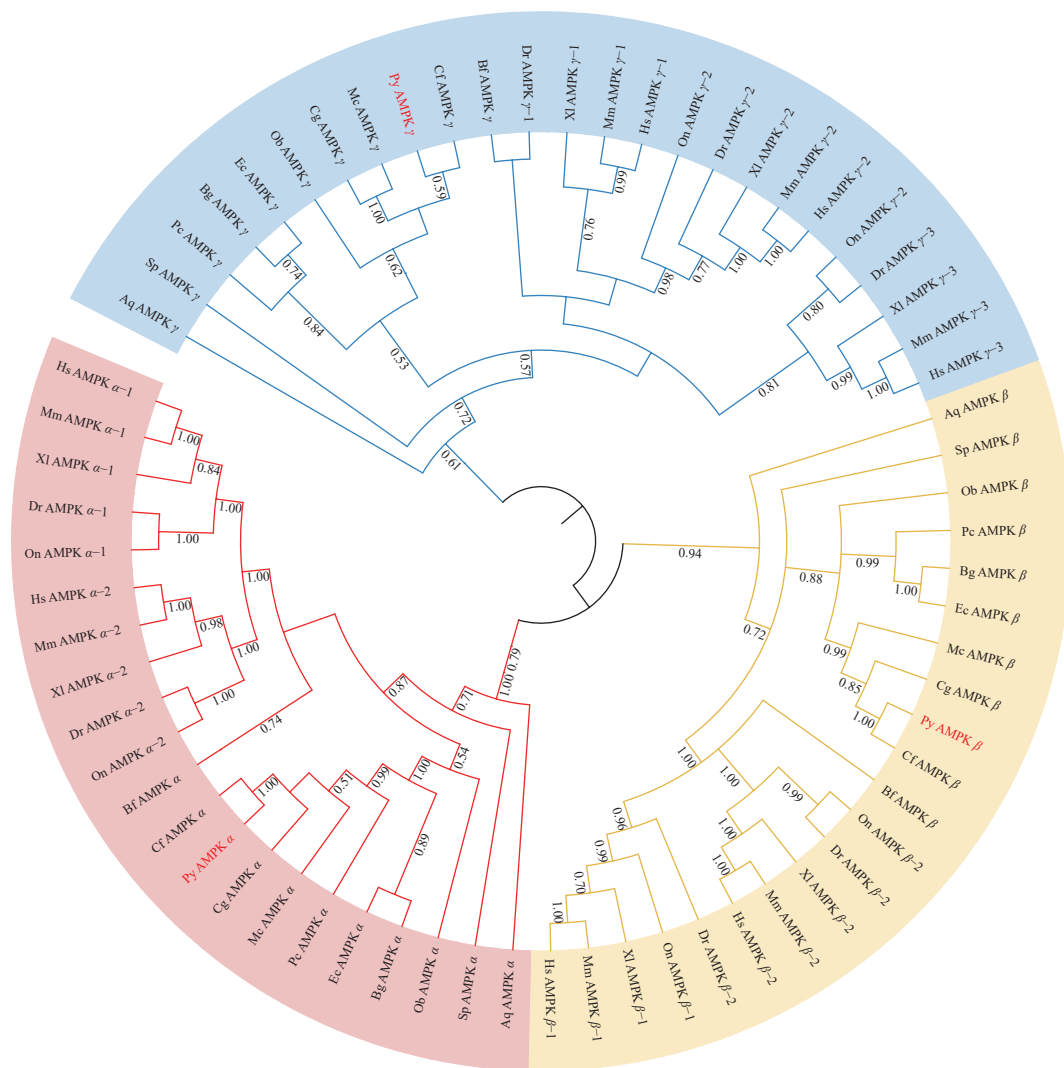 Aq AMPK γ
Sp AMPK γ
Pc AMPK γ
Bg AMPK γ
Ec AMPK γ
Ob AMPK γ
Cg AMPK γ
Mc AMPK γ
Py AMPK γ
Cf AMPK γ
Bf AMPK γ
Dr AMPK γ−1
Xl AMPK γ−1
Mm AMPK γ−1
Hs AMPK γ−1
On AMPK γ−2
Dr AMPK γ−2
Xl AMPK γ−2
Mm AMPK γ−2
Hs AMPK γ−2
On AMPK γ−2
Dr AMPK γ−3
Xl AMPK γ−3
Mm AMPK γ−3
Hs AMPK γ−3
Aq AMPK β
Sp AMPK β
Ob AMPK β
Pc AMPK β
Bg AMPK β
Ec AMPK β
Mc AMPK β
Cg AMPK β
Py AMPK β
Cf AMPK β
Bf AMPK β
On AMPK β−2
Dr AMPK β−2
Xl AMPK β−2
Mm AMPK β−2
Hs AMPK β−2
Dr AMPK β−2
On AMPK β−1
Xl AMPK β−1
Mm AMPK β−1
Hs AMPK β−1
Aq AMPK α
Sp AMPK α
Ob AMPK α
Bg AMPK α
Ec AMPK α
Pc AMPK α
Mc AMPK α
Cg AMPK α
Py AMPK α
Cf AMPK α
Bf AMPK α
On AMPK α−2
Dr AMPK α−2
Xl AMPK α−2
Mm AMPK α−2
Hs AMPK α−2
On AMPK α−1
Dr AMPK α−1
Xl AMPK α−1
Mm AMPK α−1
Hs AMPK α−1
0.59
1.00
0.62
0.74
0.84
0.53
0.57
0.72
0.61
0.99
0.76
0.98
0.77
1.00
1.00
0.80
0.81
0.99
1.00
0.94
0.88
0.99
1.00
0.72
0.99
0.85
1.00
1.00
1.00
0.99
1.00
1.00
0.96
0.99
0.70
1.00
0.79
1.00
0.71
0.87
0.54
1.00
0.99
0.51
1.00
0.89
0.74
1.00
1.00
0.84
1.00
1.00
1.00
0.98
1.00
1.00